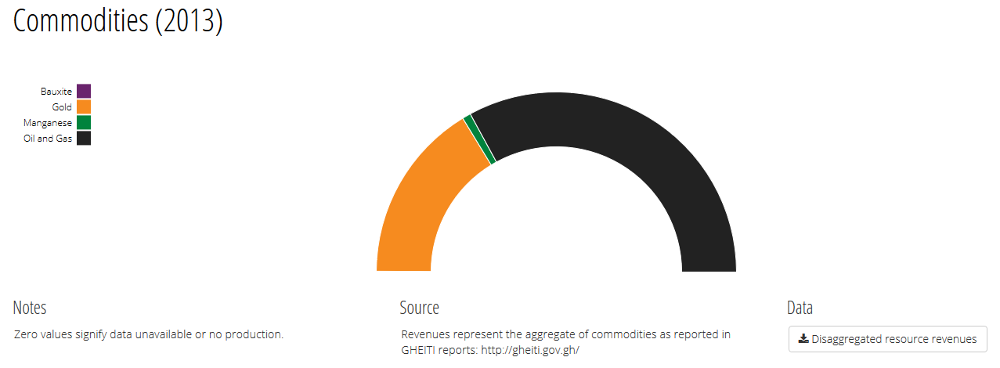 Commodities (2013)
Bauxite
Gold
Manganese
Oil and Gas
Notes
Zero values signify data unavailable or no production.
Source
Revenues represent the aggregate of commodities as reported in
GHEITI reports: http://gheiti.gov.gh/
Data
Disaggregated resource revenues